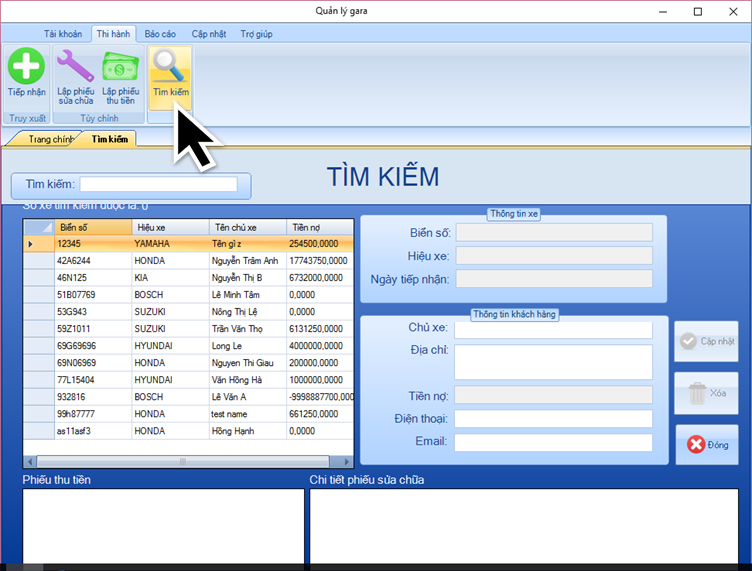 Quản lý gara
Tài khoản Thi hành Báo cáo Cập nhật Trợ giúp
Tiếp nhận
Lập phiếu sửa chữa
Lập phiếu thu tiền
Tìm kiếm
Truy xuất
Tùy chỉnh
Trang chính
Tìm kiếm
Tìm kiếm:
TÌM KIẾM
Số xe tìm kiếm được là: 0
Biển số Hiệu xe Tên chủ xe Tiền nợ
12345 YAMAHA Tên gì z 254500,0000
42A6244 HONDA Nguyễn Trâm Anh 17743750,0000
46N125 KIA Nguyễn Thị B 6732000,0000
51B07769 BOSCH Lê Minh Tâm 0,0000
53G943 SUZUKI Nông Thị Lệ 0,0000
59Z1011 SUZUKI Trần Văn Thọ 6131250,0000
69G69696 HYUNDAI Long Le 4000000,0000
69N06969 HONDA Nguyen Thi Giau 200000,0000
77L15404 HYUNDAI Văn Hồng Hà 1000000,0000
932816 BOSCH Lê Văn A -9998887700,000
99h87777 HONDA test name 661250,0000
as11asf3 HONDA Hồng Hạnh 0,0000
Thông tin xe
Biển số:
Hiệu xe:
Ngày tiếp nhận:
Thông tin khách hàng
Chủ xe:
Địa chỉ:
Tiền nợ:
Điện thoại:
Email:
Cập nhật
Xóa
Đóng
Phiếu thu tiền
Chi tiết phiếu sửa chữa